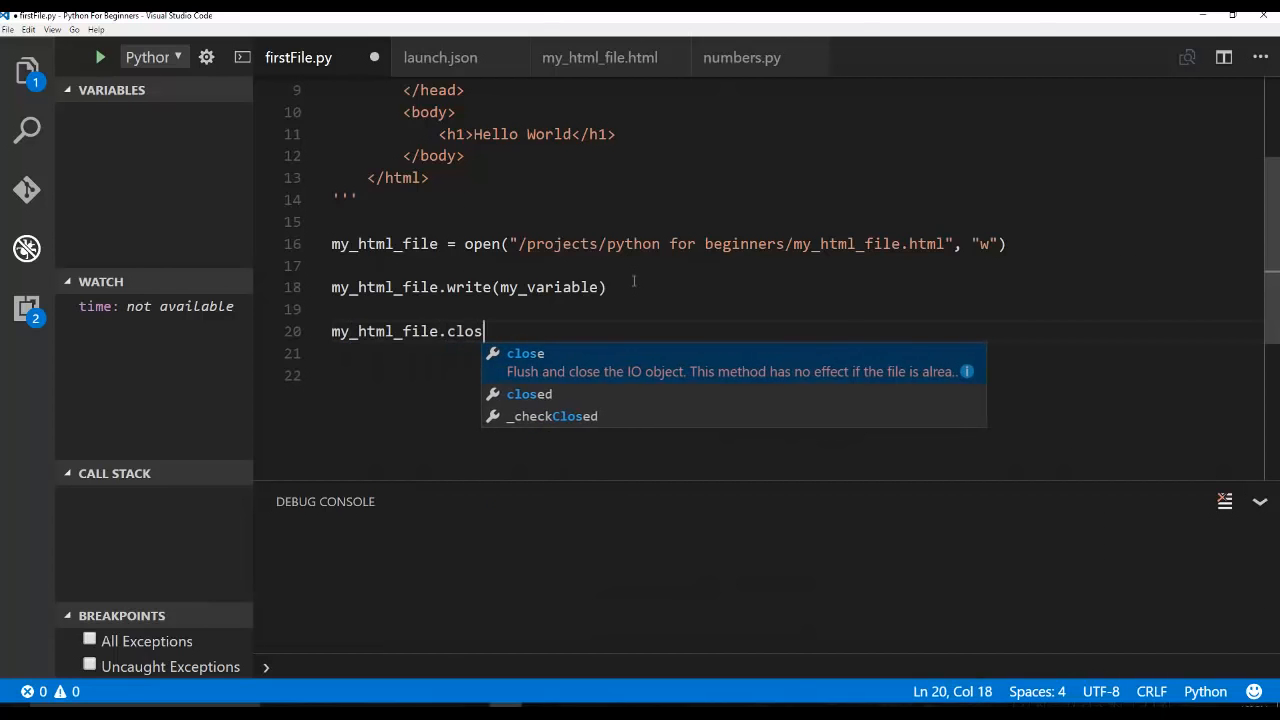 ● firstFile.py - Python For Beginners - Visual Studio Code
File Edit View Go Help
Python
firstFile.py
launch.json
my_html_file.html
numbers.py
1
2
VARIABLES
WATCH
time: not available
CALL STACK
BREAKPOINTS
All Exceptions
Uncaught Exceptions
9 </head>
10 <body>
11 <h1>Hello World</h1>
12 </body>
13 </html>
14 '''
15
16 my_html_file = open("/projects/python for beginners/my_html_file.html", "w")
17
18 my_html_file.write(my_variable)
19
20 my_html_file.clos
21
22
close
Flush and close the IO object. This method has no effect if the file is alrea..
closed
_checkClosed
DEBUG CONSOLE
0 0
Ln 20, Col 18 Spaces: 4 UTF-8 CRLF Python